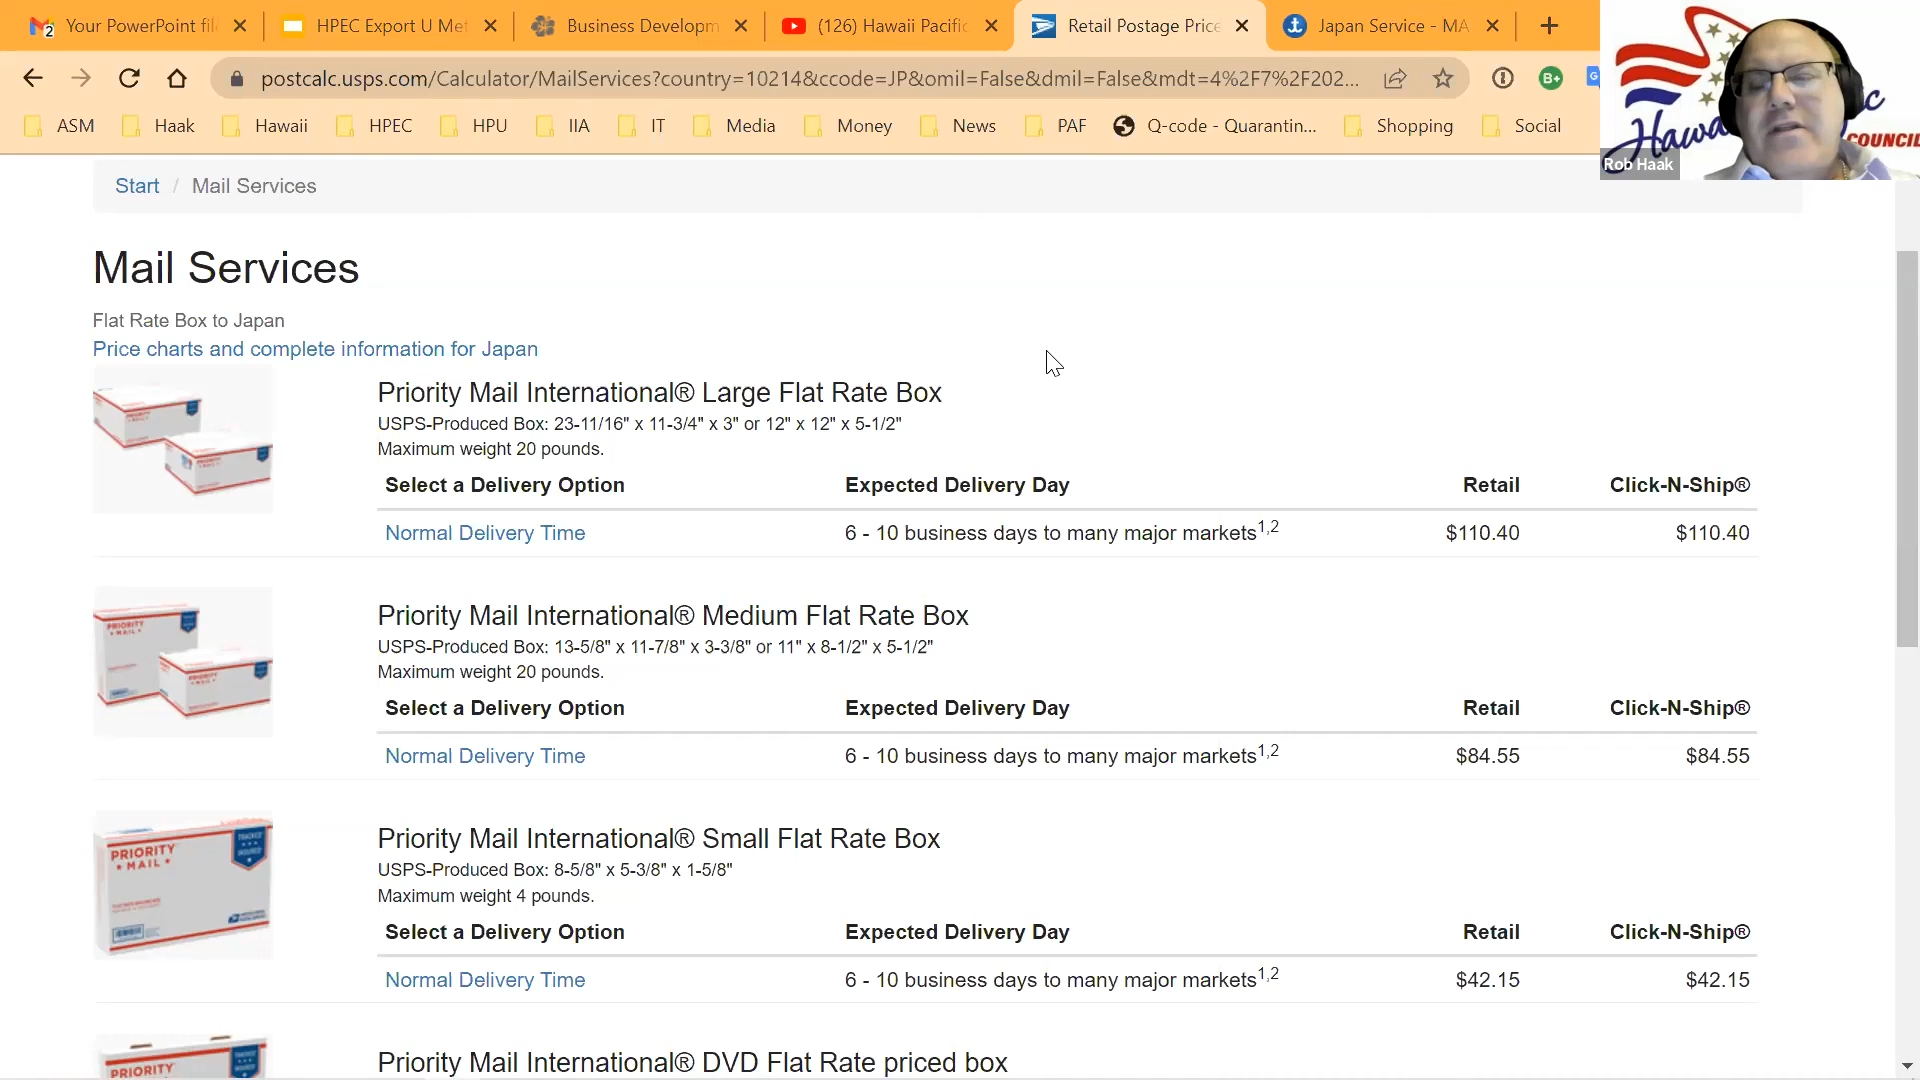 Your PowerPoint fil
HPEC Export U Met
Business Developm
(126) Hawaii Pacific
Retail Postage Price
Japan Service - MA
postcalc.usps.com/Calculator/MailServices?country=10214&ccode=JP&omil=False&dmil=False&mdt=4%2F7%2F202...
ASM
Haak
Hawaii
HPEC
HPU
IIA
IT
Media
Money
News
PAF
Q-code - Quarantin...
Shopping
Social
COUNCIL
Rob Haak
Start / Mail Services
Mail Services
Flat Rate Box to Japan
Price charts and complete information for Japan
Priority Mail International® Large Flat Rate Box
USPS-Produced Box: 23-11/16" x 11-3/4" x 3" or 12" x 12" x 5-1/2"
Maximum weight 20 pounds.
Select a Delivery Option Expected Delivery Day Retail Click-N-Ship®
Normal Delivery Time 6 - 10 business days to many major markets1,2 $110.40 $110.40
PRIORITY
MAIL
Priority Mail International® Medium Flat Rate Box
USPS-Produced Box: 13-5/8" x 11-7/8" x 3-3/8" or 11" x 8-1/2" x 5-1/2"
Maximum weight 20 pounds.
Select a Delivery Option Expected Delivery Day Retail Click-N-Ship®
Normal Delivery Time 6 - 10 business days to many major markets1,2 $84.55 $84.55
PRIORITY
MAIL
TRACKED
INSURED
Priority Mail International® Small Flat Rate Box
USPS-Produced Box: 8-5/8" x 5-3/8" x 1-5/8"
Maximum weight 4 pounds.
Select a Delivery Option Expected Delivery Day Retail Click-N-Ship®
Normal Delivery Time 6 - 10 business days to many major markets1,2 $42.15 $42.15
PRIORITY
Priority Mail International® DVD Flat Rate priced box